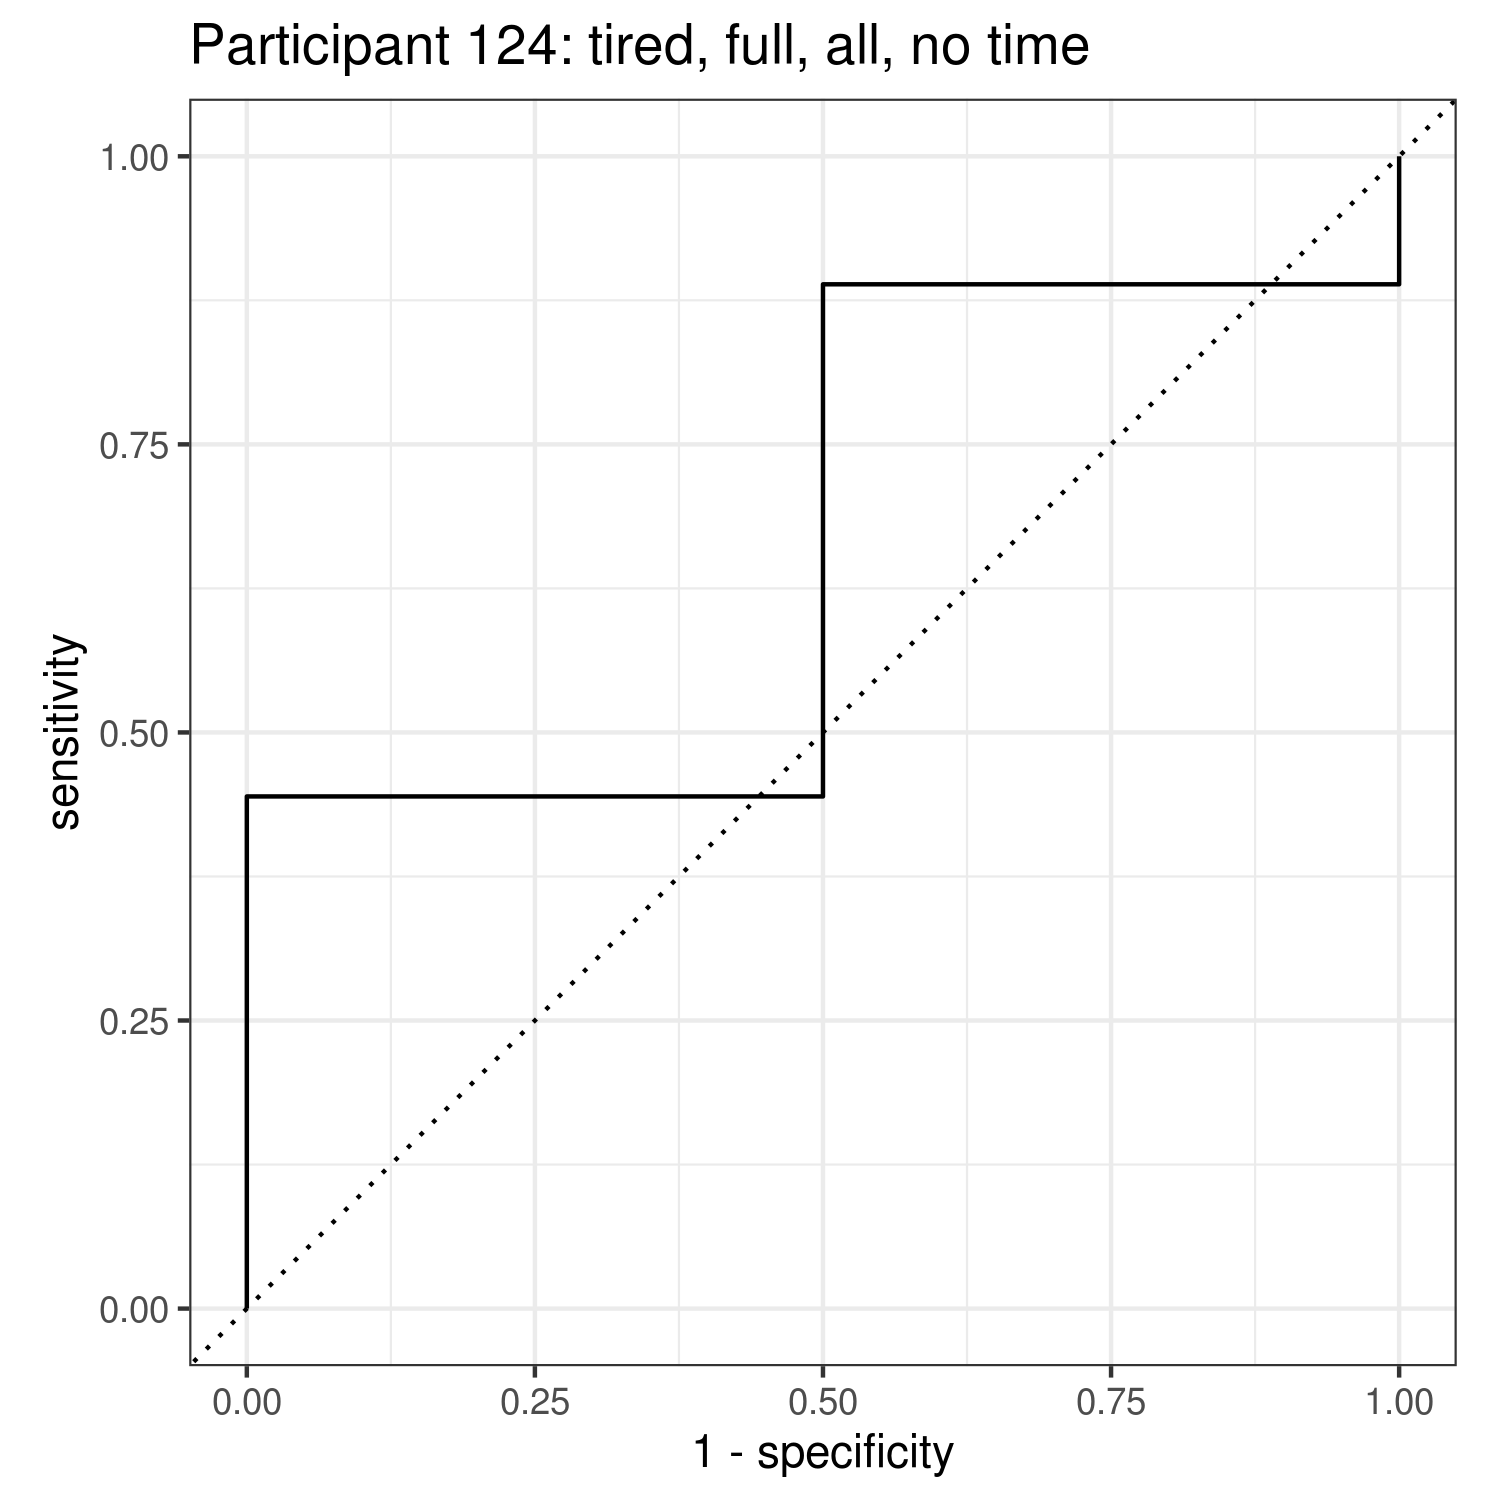 Participant 124: tired, full, all, no time
1.00
0.75
0.50
0.25
0.00
sensitivity
0.00 0.25 0.50 0.75 1.00
1 - specificity